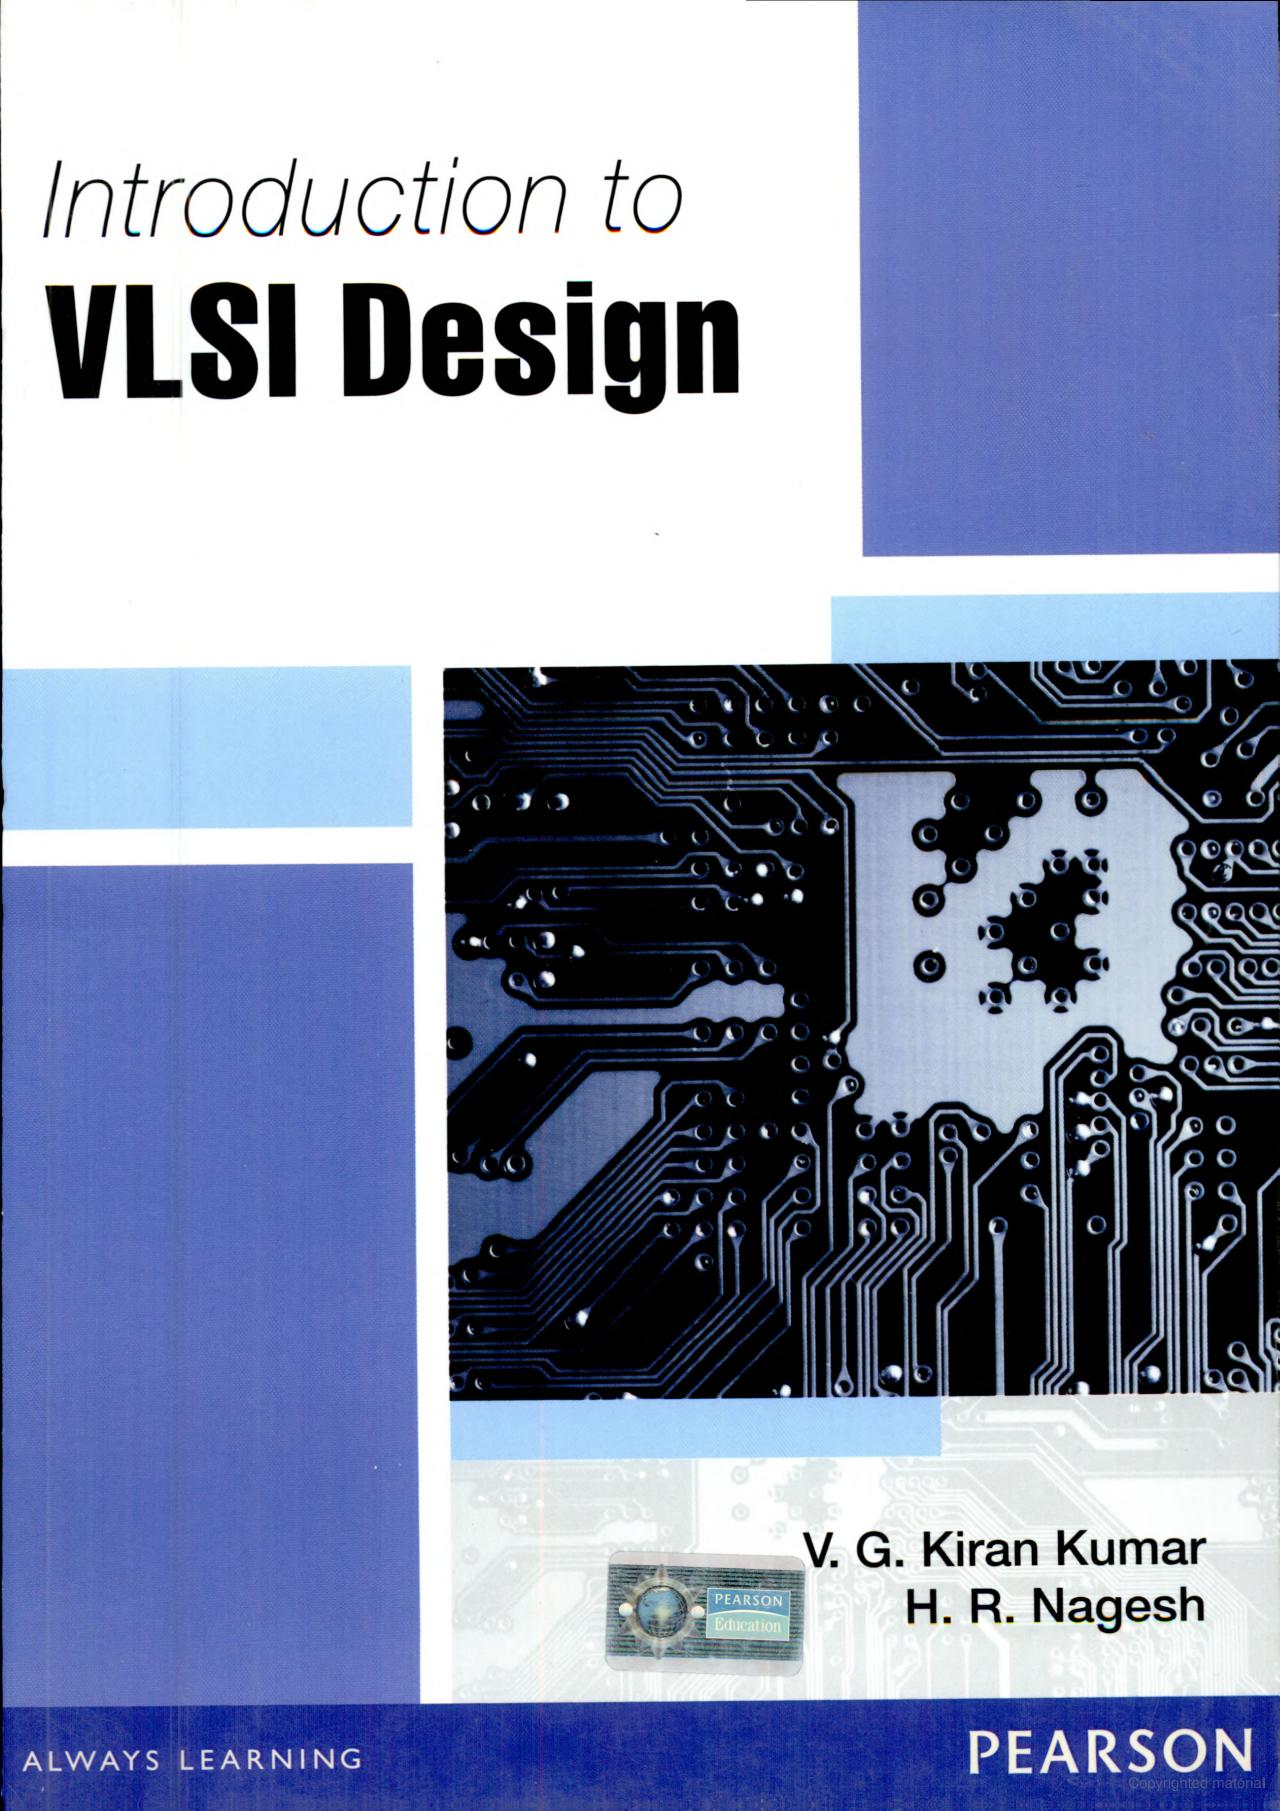 Introduction to
VLSI Design
V. G. Kiran Kumar
H. R. Nagesh
PEARSON
Education
ALWAYS LEARNING
PEARSON
Copyrighted material